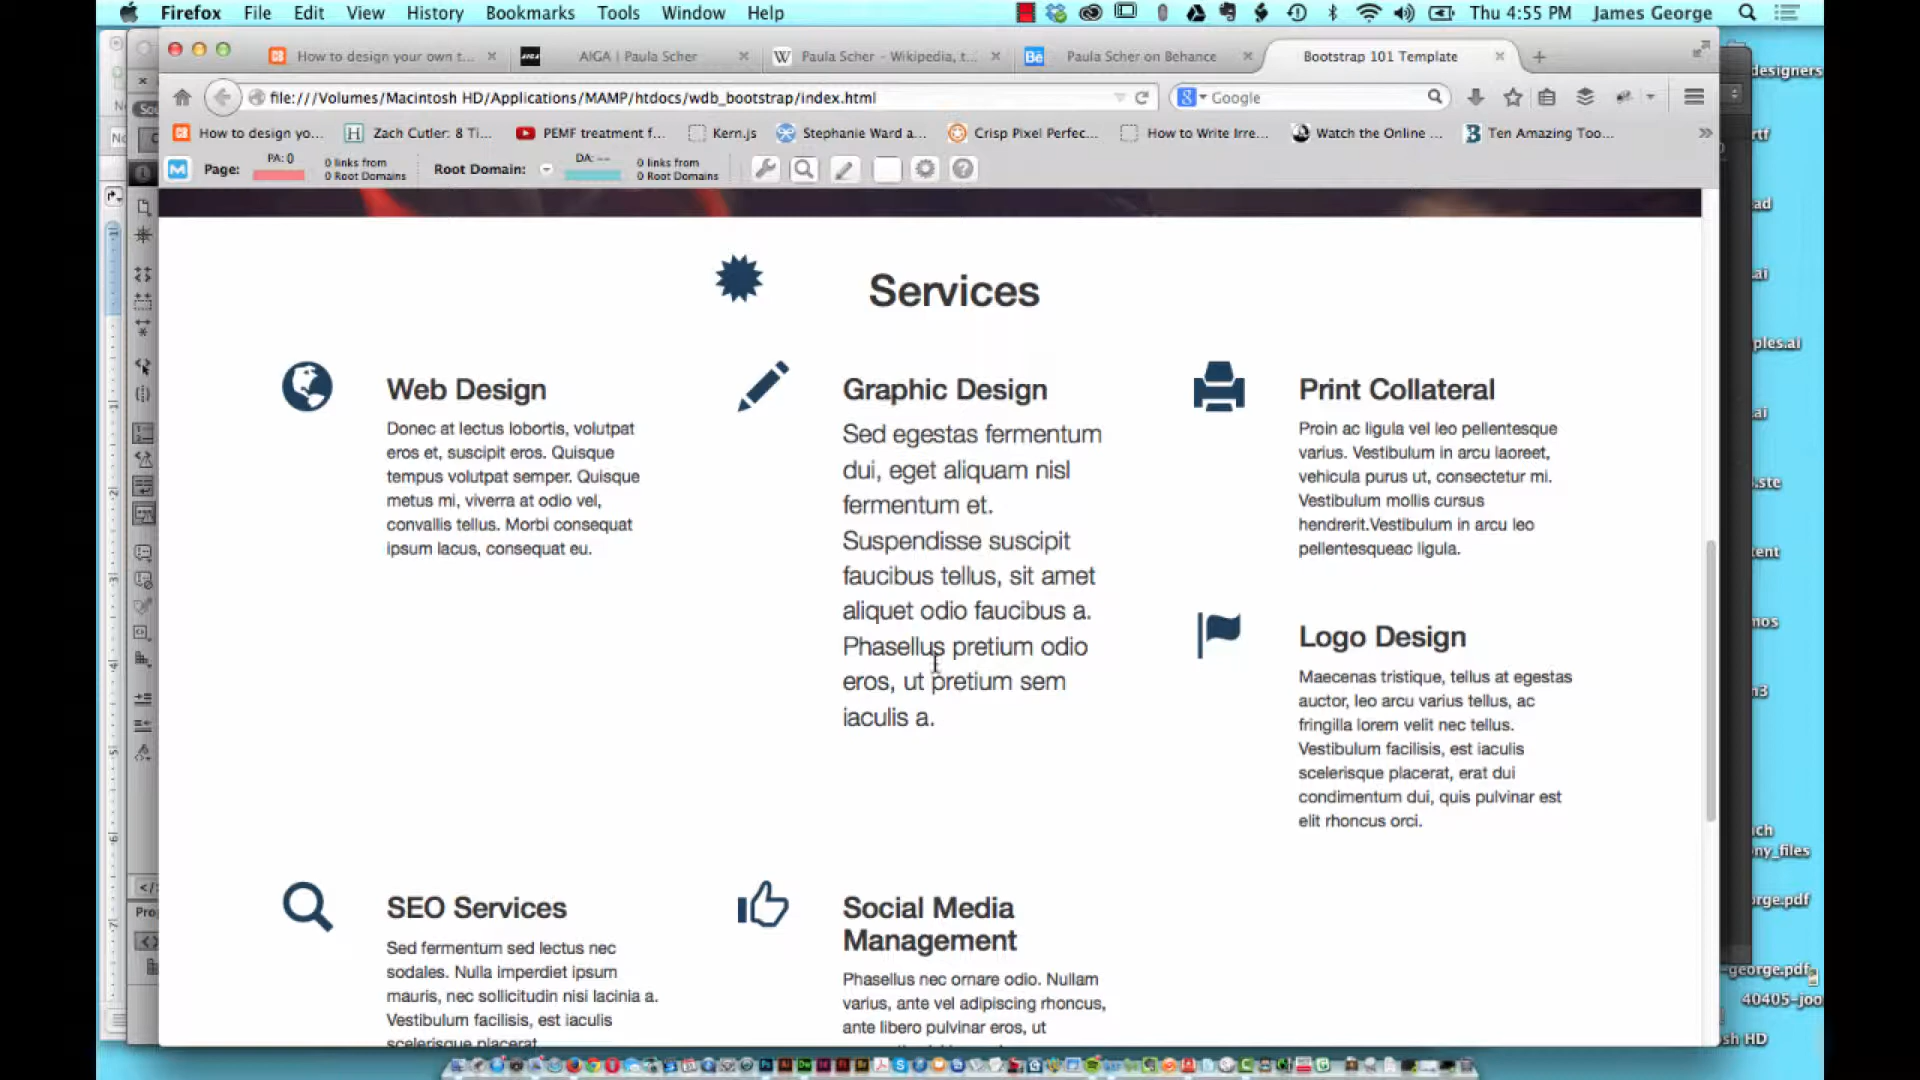 Firefox File Edit View History Bookmarks Tools Window Help Thu 4:55 PM James George
How to design your own t... AIGA | Paula Scher Paula Scher – Wikipedia, t... Paula Scher on Behance Bootstrap 101 Template
file:///Volumes/Macintosh HD/Applications/MAMP/htdocs/wdb_bootstrap/index.html Google
How to design yo... Zach Cutler: 8 Ti... PEMF treatment f... Kern.js Stephanie Ward a... Crisp Pixel Perfec... How to Write Irre... Watch the Online ... Ten Amazing Too...
Page: PA: 0 0 links from
0 Root Domains
Root Domain: DA: -- 0 links from
0 Root Domains
Services
Web Design
Donec at lectus lobortis, volutpat
eros et, suscipit eros. Quisque
tempus volutpat semper. Quisque
metus mi, viverra at odio vel,
convallis tellus. Morbi consequat
ipsum lacus, consequat eu.
Graphic Design
Sed egestas fermentum
dui, eget aliquam nisl
fermentum et.
Suspendisse suscipit
faucibus tellus, sit amet
aliquet odio faucibus a.
Phasellus pretium odio
eros, ut pretium sem
iaculis a.
Print Collateral
Proin ac ligula vel leo pellentesque
varius. Vestibulum in arcu laoreet,
vehicula purus ut, consectetur mi.
Vestibulum mollis cursus
hendrerit.Vestibulum in arcu leo
pellentesqueac ligula.
Logo Design
Maecenas tristique, tellus at egestas
auctor, leo arcu varius tellus, ac
fringilla lorem velit nec tellus.
Vestibulum facilisis, est iaculis
scelerisque placerat, erat dui
condimentum dui, quis pulvinar est
elit rhoncus orci.
SEO Services
Sed fermentum sed lectus nec
sodales. Nulla imperdiet ipsum
mauris, nec sollicitudin nisi lacinia a.
Vestibulum facilisis, est iaculis
scelerisque placerat
Social Media
Management
Phasellus nec ornare odio. Nullam
varius, ante vel adipiscing rhoncus,
ante libero pulvinar eros, ut
designers
ples.ai
.ste
ny_files
orge.pdf
-george.pdf
40405-joo
sh HD